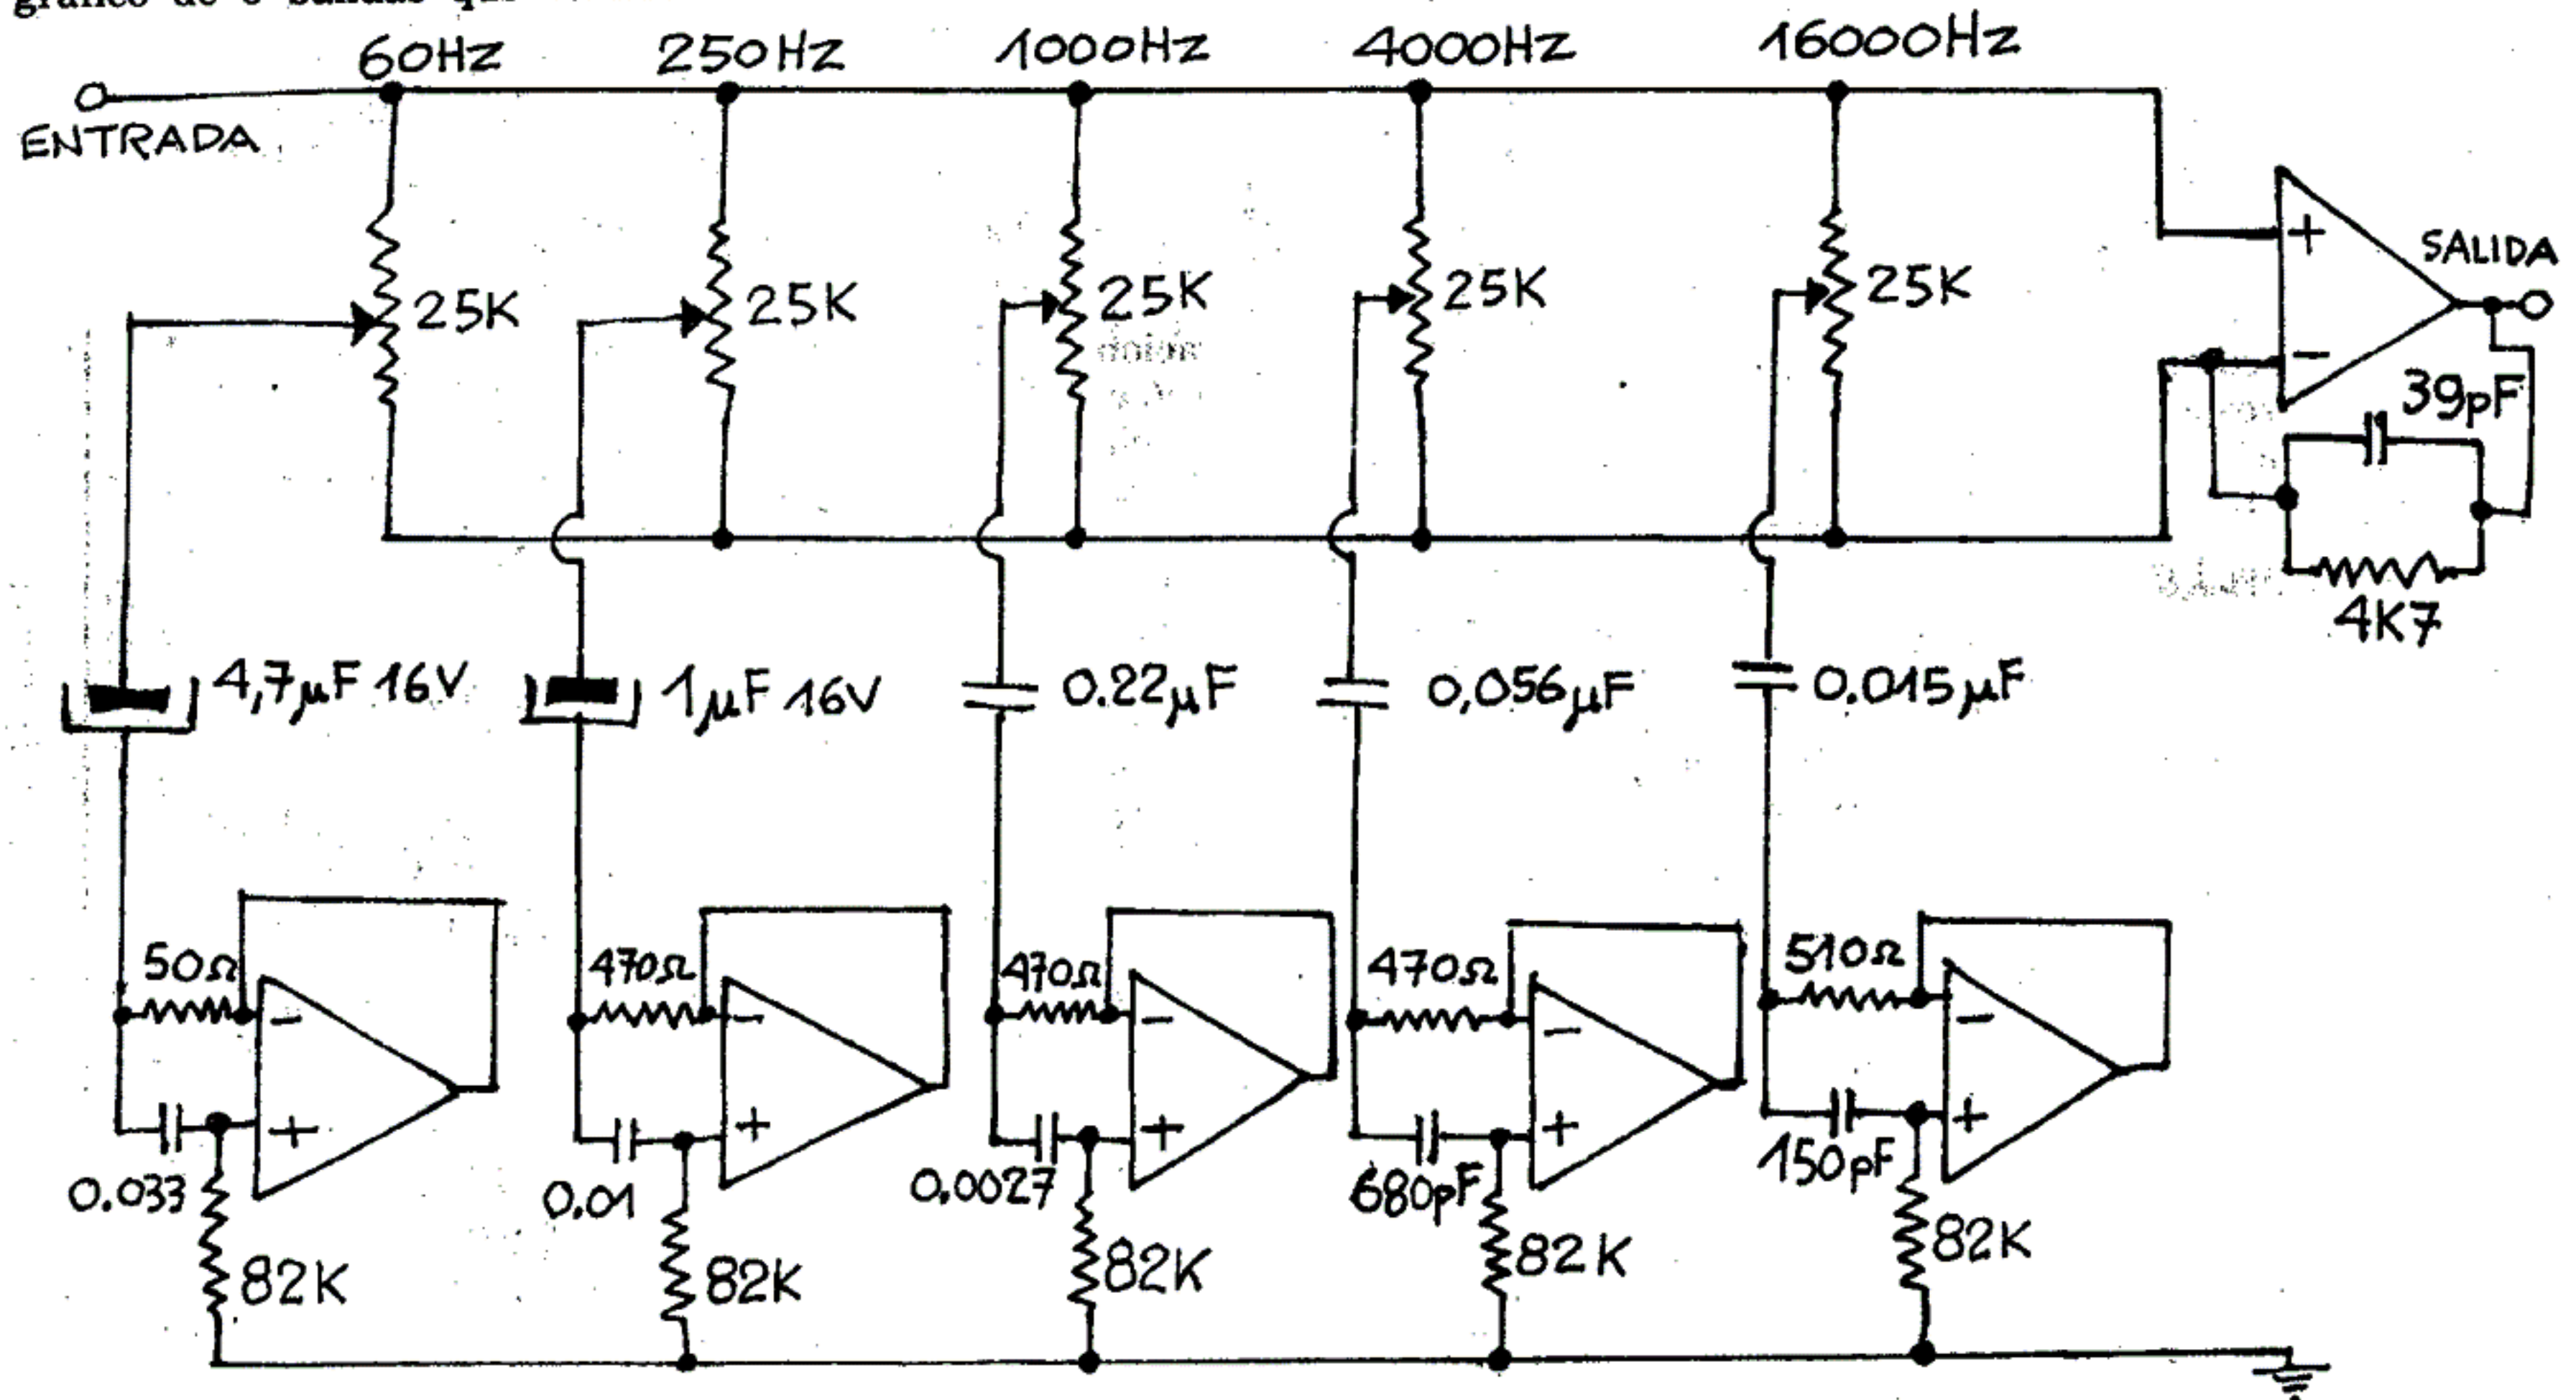 gráfico de
60Hz 250Hz 1000Hz 4000Hz 16000Hz
ENTRADA
+
SALIDA
25K 25K 25K 25K 25K
-
39pF
4K7
4,7µF 16V 1µF 16V 0.22µF 0,056µF 0.015µF
50Ω 470Ω 470Ω 470Ω 510Ω
- - - - -
+ + + + +
0.033 0.01 0.0027 680pF 150pF
82K 82K 82K 82K 82K